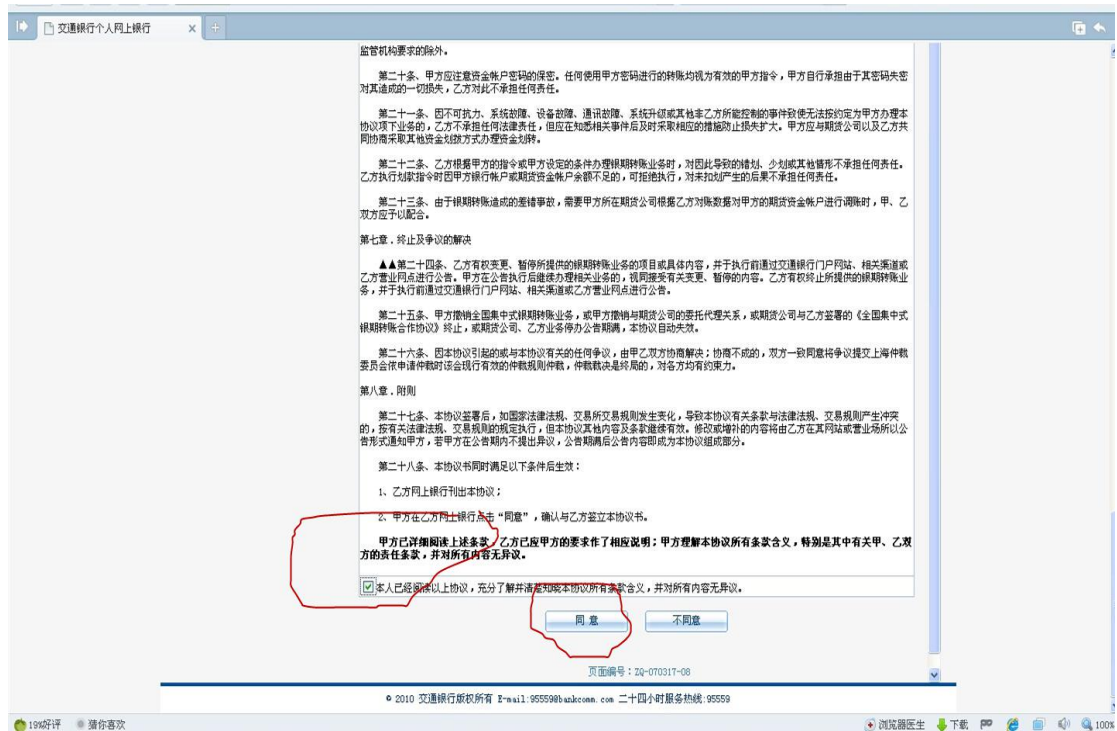 交通银行个人网上银行
监管机构要求的除外。
第二十条、甲方应注意资金帐户密码的保密。任何使用甲方密码进行的转账均视为有效的甲方指令，甲方自行承担由于其密码失密
对其造成的一切损失，乙方对此不承担任何责任。
第二十一条、因不可抗力、系统故障、设备故障、通讯故障、系统升级或其他非乙方所能控制的事件致使无法按约定为甲方办理本
协议项下业务的，乙方不承担任何法律责任，但应在知悉相关事件后及时采取相应的措施防止损失扩大。甲方应与期货公司以及乙方共
同协商采取其他资金划拨方式办理资金划转。
第二十二条、乙方根据甲方的指令或甲方设定的条件办理银期转账业务时，对因此导致的错划、少划或其他情形不承担任何责任。
乙方执行划款指令时因甲方银行帐户或期货资金帐户余额不足的，可拒绝执行，对未扣划产生的后果不承担任何责任。
第二十三条、由于银期转账造成的差错事故，需要甲方所在期货公司根据乙方对账数据对甲方的期货资金帐户进行调账时，甲、乙
双方应予以配合。
第七章．终止及争议的解决
▲▲第二十四条、乙方有权变更、暂停所提供的银期转账业务的项目或具体内容，并于执行前通过交通银行门户网站、相关渠道或
乙方营业网点进行公告。甲方在公告执行后继续办理相关业务的，视同接受有关变更、暂停的内容。乙方有权终止所提供的银期转账业
务，并于执行前通过交通银行门户网站、相关渠道或乙方营业网点进行公告。
第二十五条、甲方撤销全国集中式银期转账业务，或甲方撤销与期货公司的委托代理关系，或期货公司与乙方签署的《全国集中式
银期转账合作协议》终止，或期货公司、乙方业务停办公告期满，本协议自动失效。
第二十六条、因本协议引起的或与本协议有关的任何争议，由甲乙双方协商解决；协商不成的，双方一致同意将争议提交上海仲裁
委员会依申请仲裁时该会现行有效的仲裁规则仲裁，仲裁裁决是终局的，对各方均有约束力。
第八章．附则
第二十七条、本协议签署后，如国家法律法规、交易所交易规则发生变化，导致本协议有关条款与法律法规、交易规则产生冲突
的，按有关法律法规、交易规则的规定执行，但本协议其他内容及条款继续有效。修改或增补的内容将由乙方在其网站或营业场所以公
告形式通知甲方，若甲方在公告期内不提出异议，公告期满后公告内容即成为本协议组成部分。
第二十八条、本协议书同时满足以下条件后生效：
1、乙方网上银行刊出本协议；
2、甲方在乙方网上银行点击“同意”，确认与乙方签立本协议书。
甲方已详细阅读上述条款，乙方已应甲方的要求作了相应说明；甲方理解本协议所有条款含义，特别是其中有关甲、乙双
方的责任条款，并对所有内容无异议。
本人已经阅读以上协议，充分了解并清楚知晓本协议所有条款含义，并对所有内容无异议。
同 意 不同意
页面编号：ZQ-070317-08
© 2010 交通银行版权所有 E-mail:95559@bankcomm.com 二十四小时服务热线:95559
19%好评 猜你喜欢 浏览器医生 下载 100%